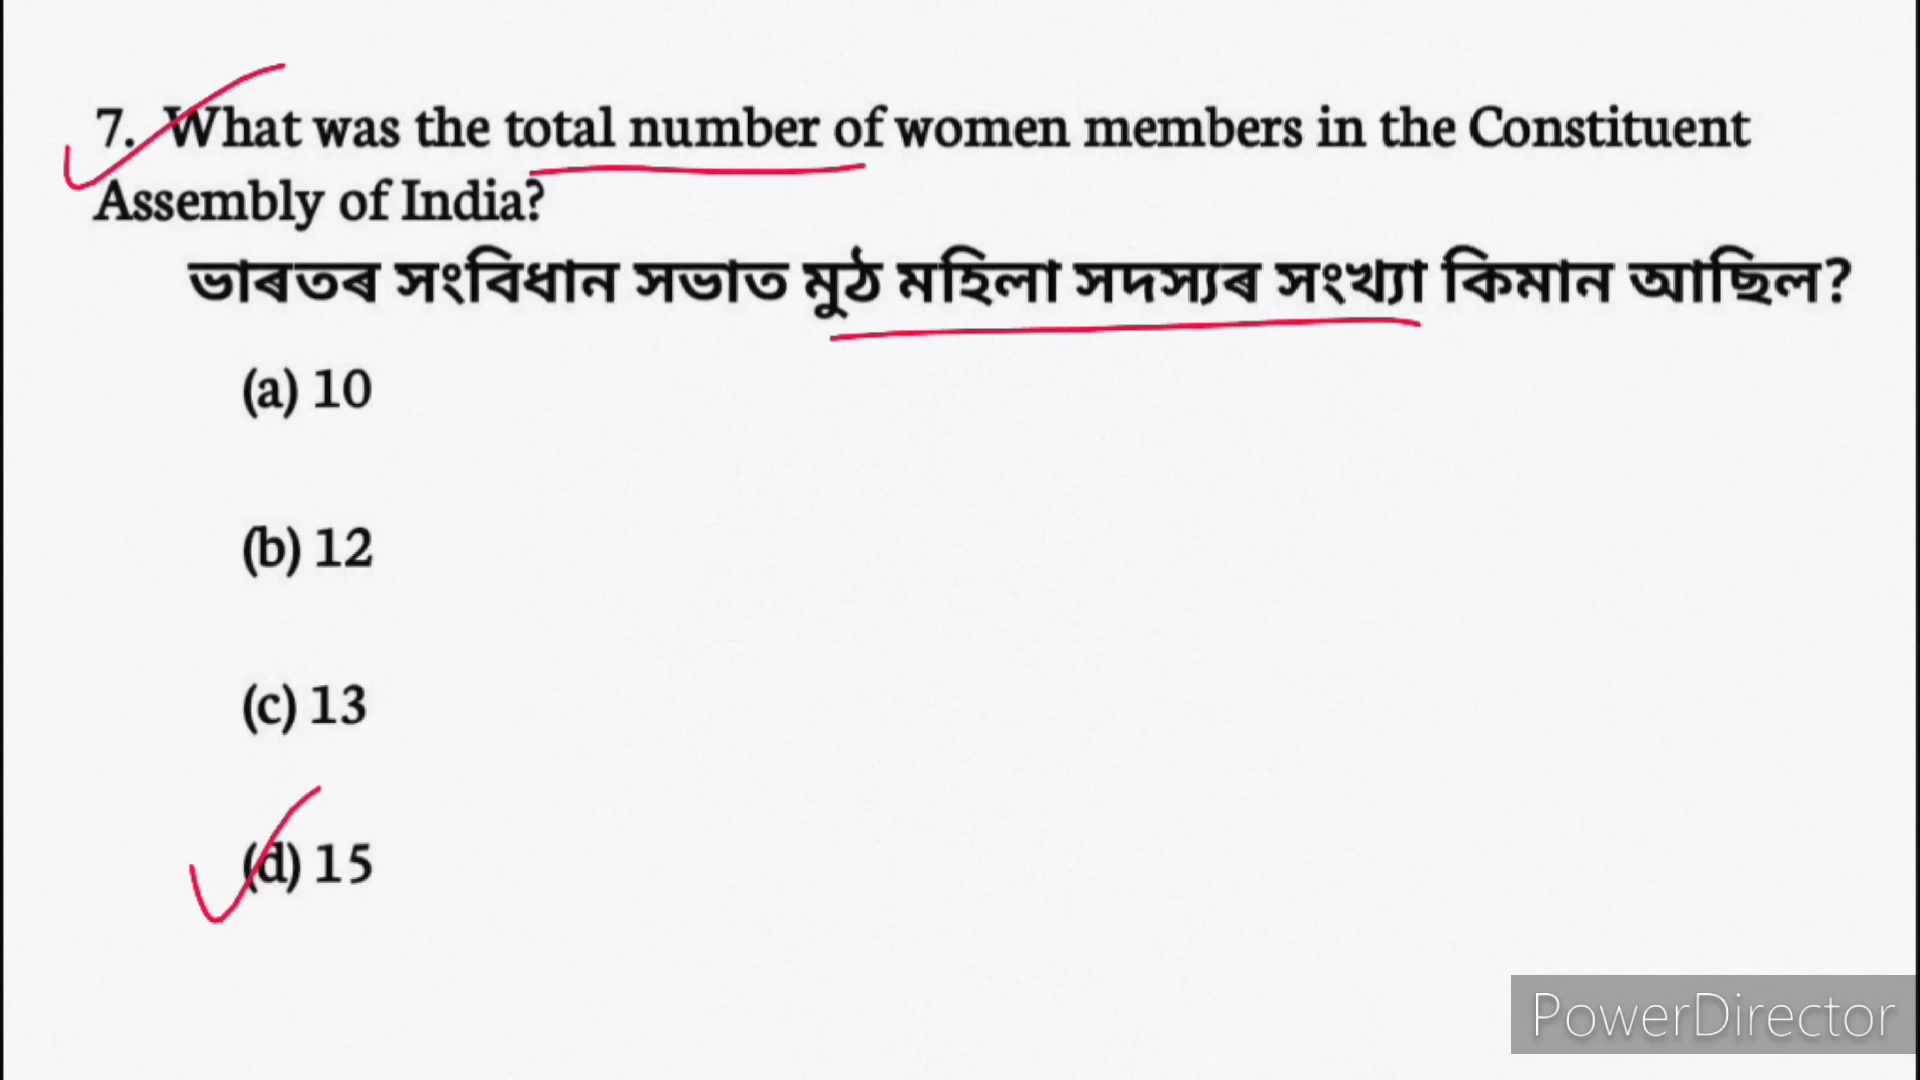 7. What was the total number of women members in the Constituent
Assembly of India?
ভাৰতৰ সংবিধান সভাত মুঠ মহিলা সদস্যৰ সংখ্যা কিমান আছিল?
(a) 10
(b) 12
(c) 13
(d) 15
PowerDirector